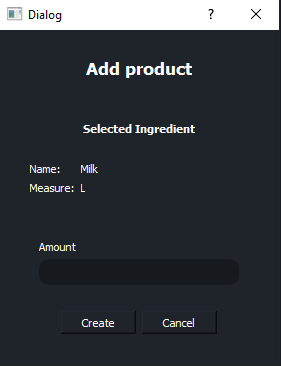 Dialog ?
Add product
Selected Ingredient
Name: Milk
Measure: L
Amount
Create Cancel